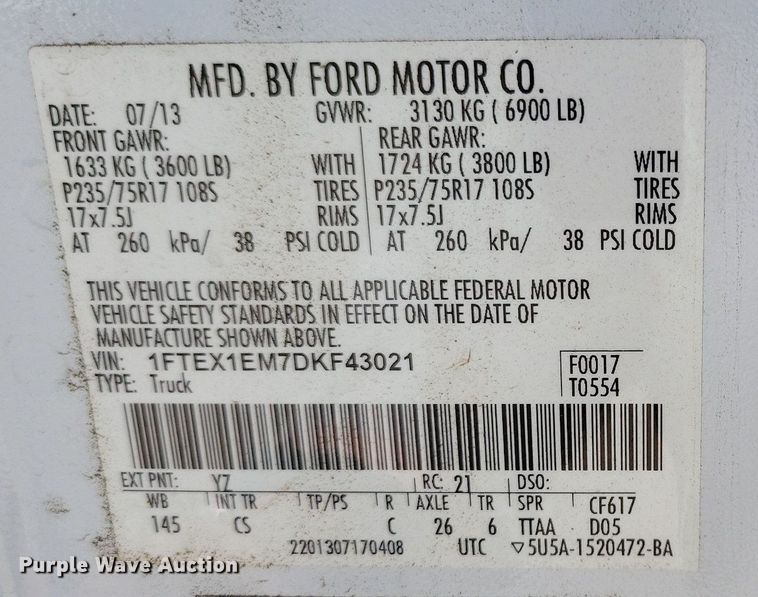 MFD. BY FORD MOTOR CO.
DATE: 07/13 GVWR: 3130 KG ( 6900 LB)
FRONT GAWR: REAR GAWR:
1633 KG ( 3600 LB) WITH 1724 KG ( 3800 LB) WITH
P235/75R17 108S TIRES P235/75R17 108S TIRES
17x7.5J RIMS 17x7.5J RIMS
AT 260 kPa/ 38 PSI COLD AT 260 kPa/ 38 PSI COLD
THIS VEHICLE CONFORMS TO ALL APPLICABLE FEDERAL MOTOR
VEHICLE SAFETY STANDARDS IN EFFECT ON THE DATE OF
MANUFACTURE SHOWN ABOVE.
VIN: 1FTEX1EM7DKF43021 F0017
TYPE: Truck T0554
EXT PNT: YZ RC: 21 DSO:
WB INT TR TP/PS R AXLE TR SPR CF617
145 CS C 26 6 TTAA D05
2201307170408 UTC ▽5U5A-1520472-BA
Purple Wave Auction